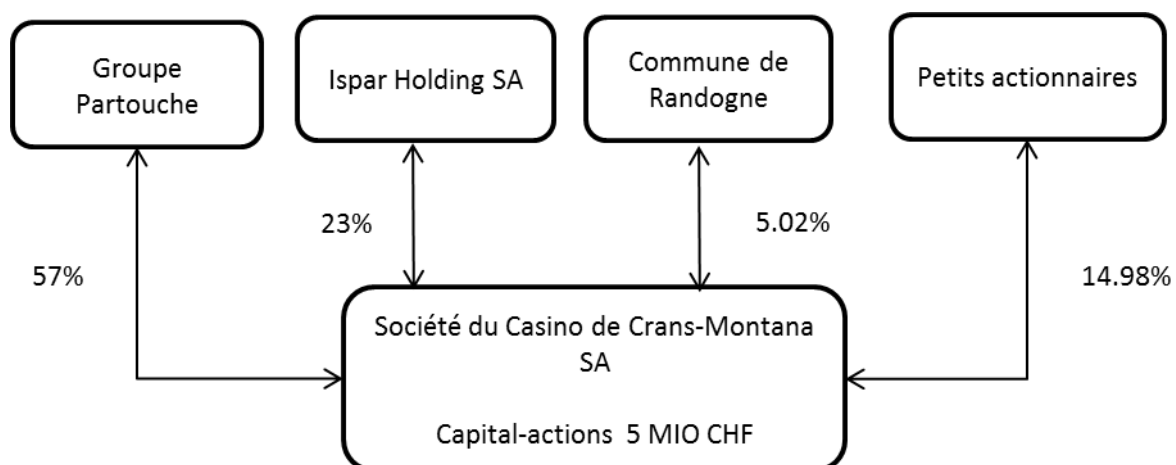 Groupe
Partouche
Ispar Holding SA
Commune de
Randogne
Petits actionnaires
57%
23%
5.02%
14.98%
Société du Casino de Crans-Montana
SA
Capital-actions 5 MIO CHF